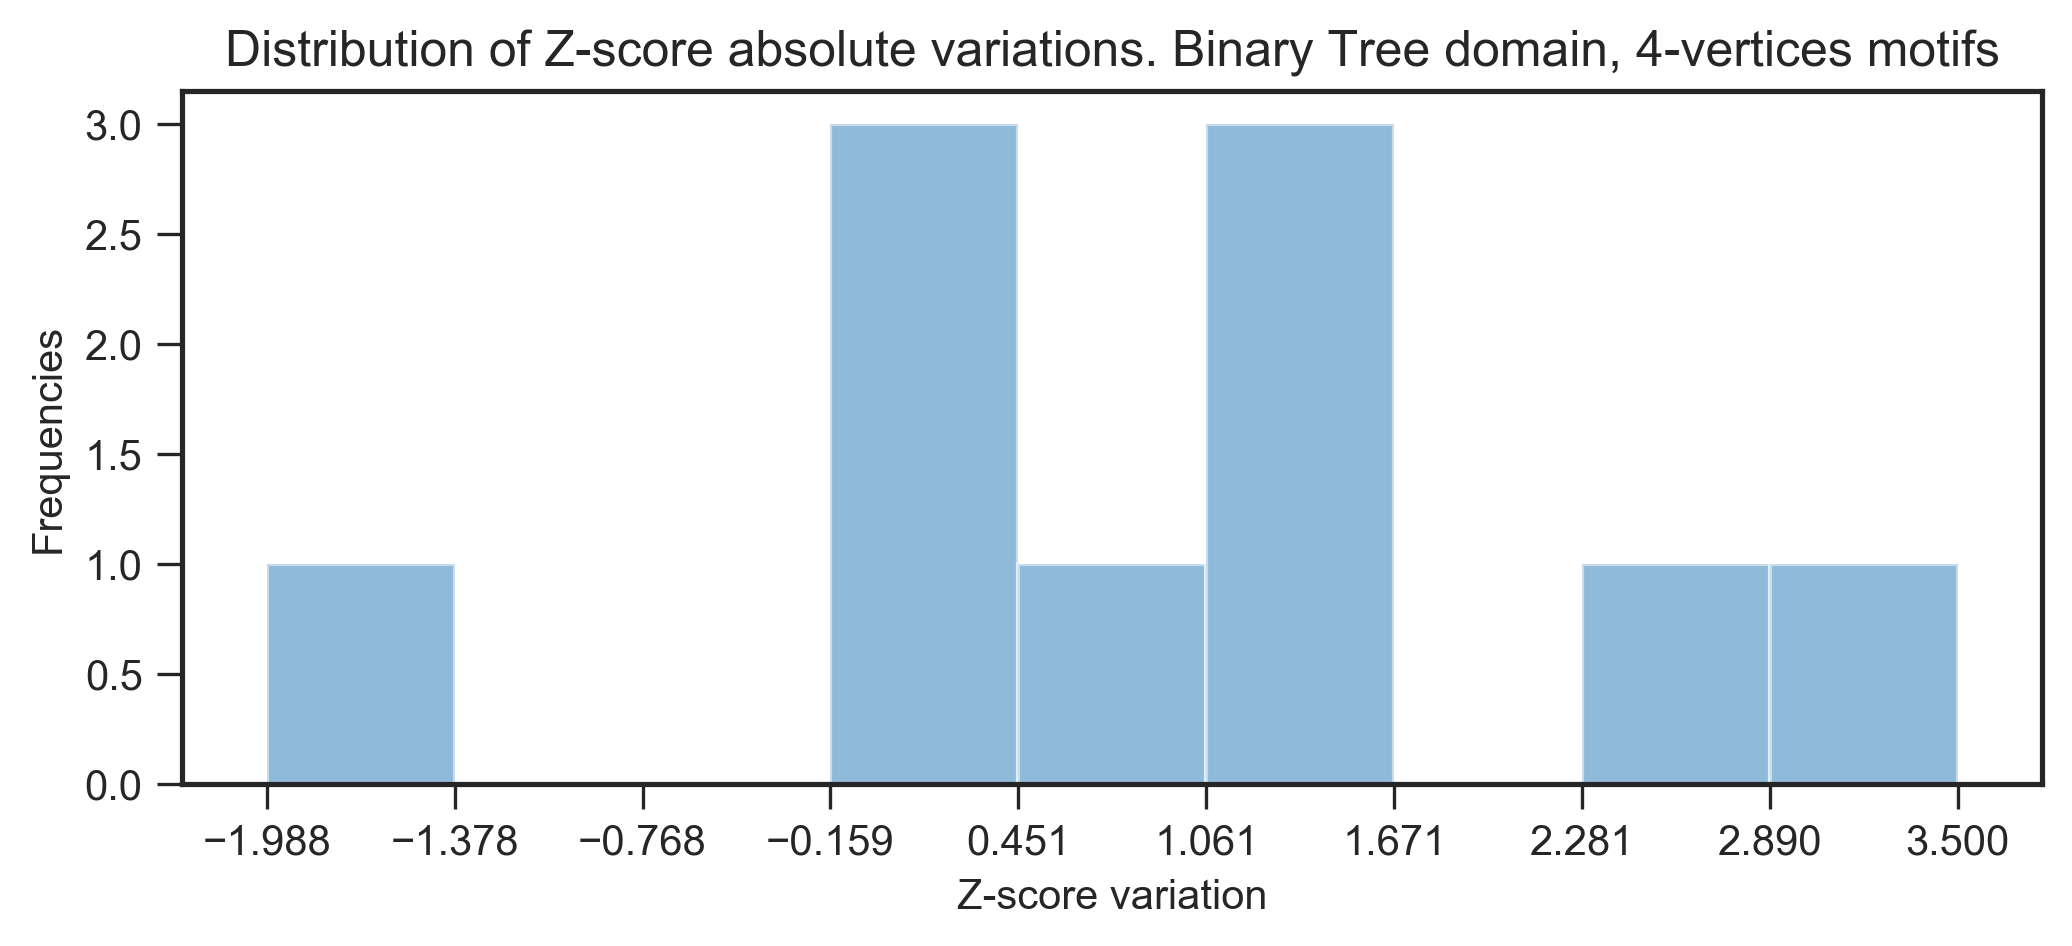 Distribution of Z-score absolute variations. Binary Tree domain, 4-vertices motifs
Frequencies
3.0
2.5
2.0
1.5
1.0
0.5
0.0
−1.988 −1.378 −0.768 −0.159 0.451 1.061 1.671 2.281 2.890 3.500
Z-score variation